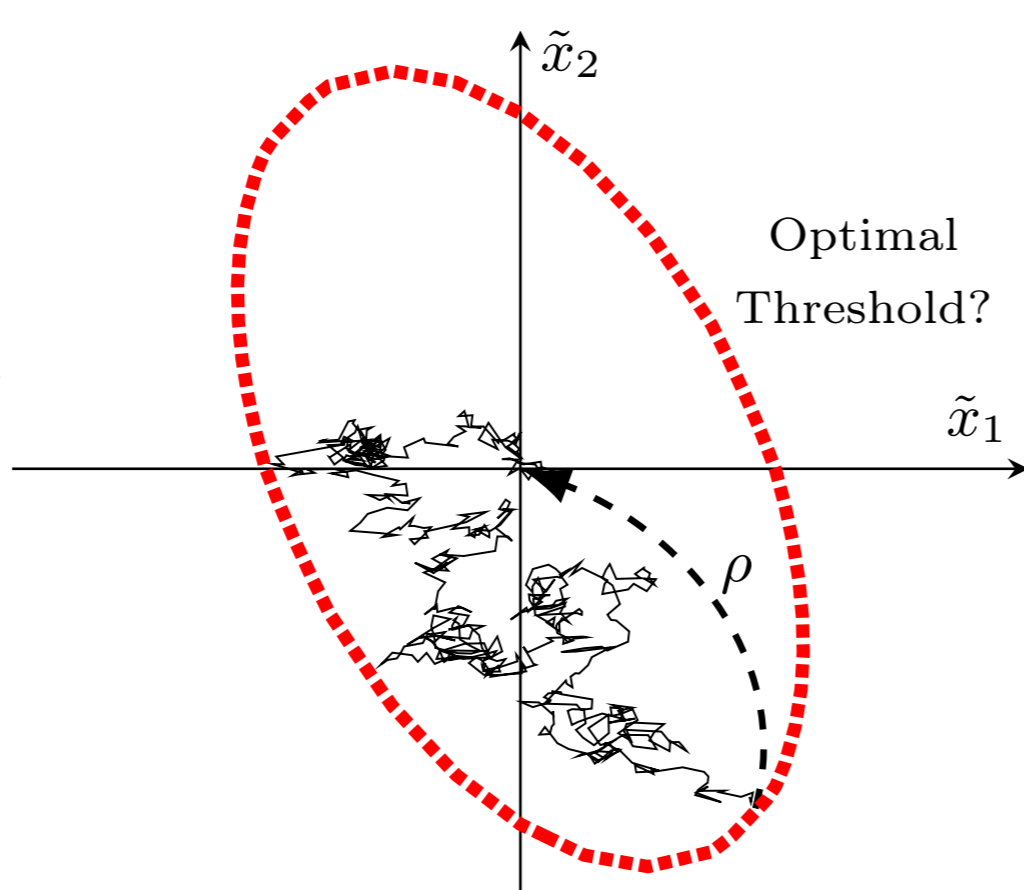 x̃₂
Optimal
Threshold?
x̃₁
ρ